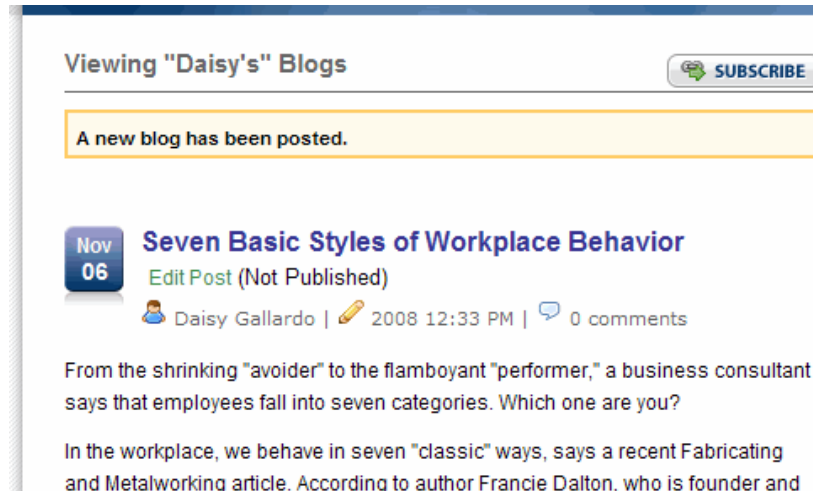 Viewing "Daisy's" Blogs
SUBSCRIBE
A new blog has been posted.
Nov
06
Seven Basic Styles of Workplace Behavior
Edit Post (Not Published)
Daisy Gallardo | 2008 12:33 PM | 0 comments
From the shrinking "avoider" to the flamboyant "performer," a business consultant
says that employees fall into seven categories. Which one are you?
In the workplace, we behave in seven "classic" ways, says a recent Fabricating
and Metalworking article. According to author Francie Dalton, who is founder and